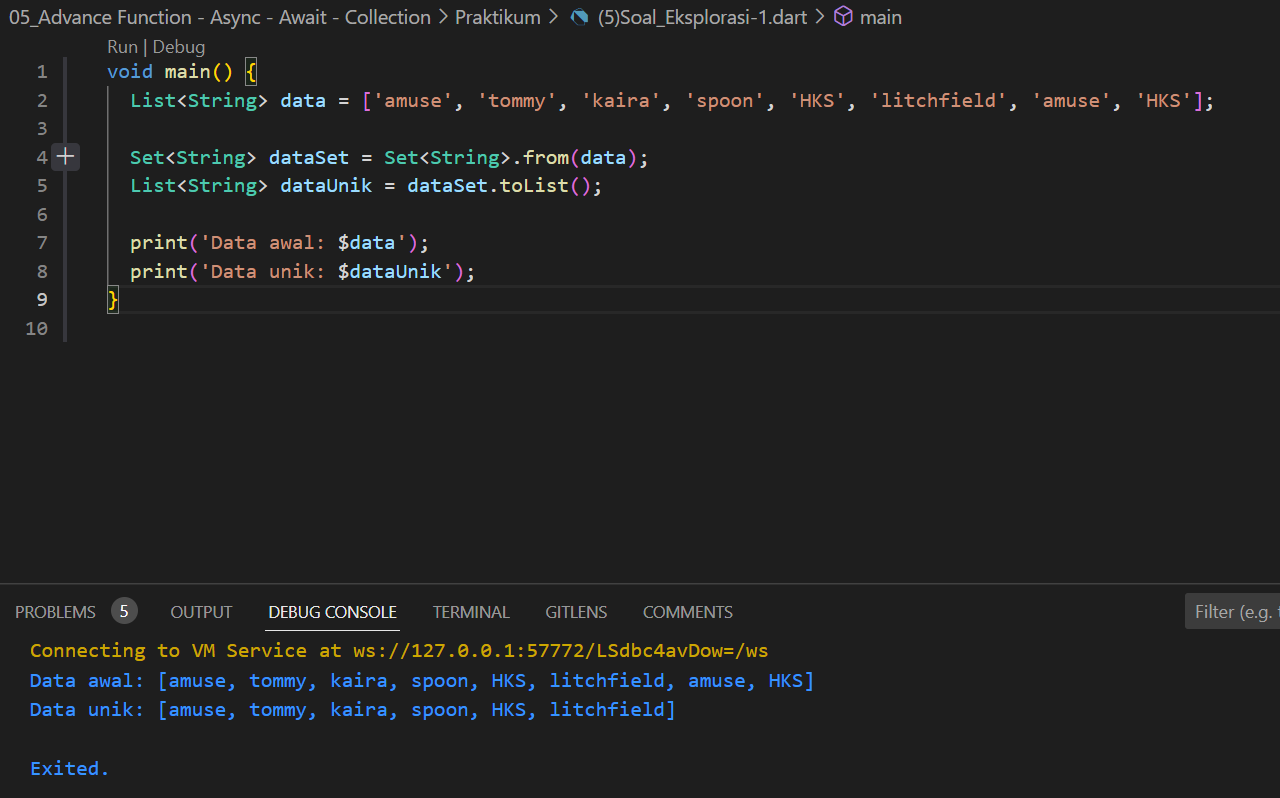 05_Advance Function - Async - Await - Collection > Praktikum > (5)Soal_Eksplorasi-1.dart > main
Run | Debug
1 void main() {
2 List<String> data = ['amuse', 'tommy', 'kaira', 'spoon', 'HKS', 'litchfield', 'amuse', 'HKS'];
3
4 Set<String> dataSet = Set<String>.from(data);
5 List<String> dataUnik = dataSet.toList();
6
7 print('Data awal: $data');
8 print('Data unik: $dataUnik');
9 }
10
PROBLEMS 5 OUTPUT DEBUG CONSOLE TERMINAL GITLENS COMMENTS Filter (e.g.
Connecting to VM Service at ws://127.0.0.1:57772/LSdbc4avDow=/ws
Data awal: [amuse, tommy, kaira, spoon, HKS, litchfield, amuse, HKS]
Data unik: [amuse, tommy, kaira, spoon, HKS, litchfield]
Exited.